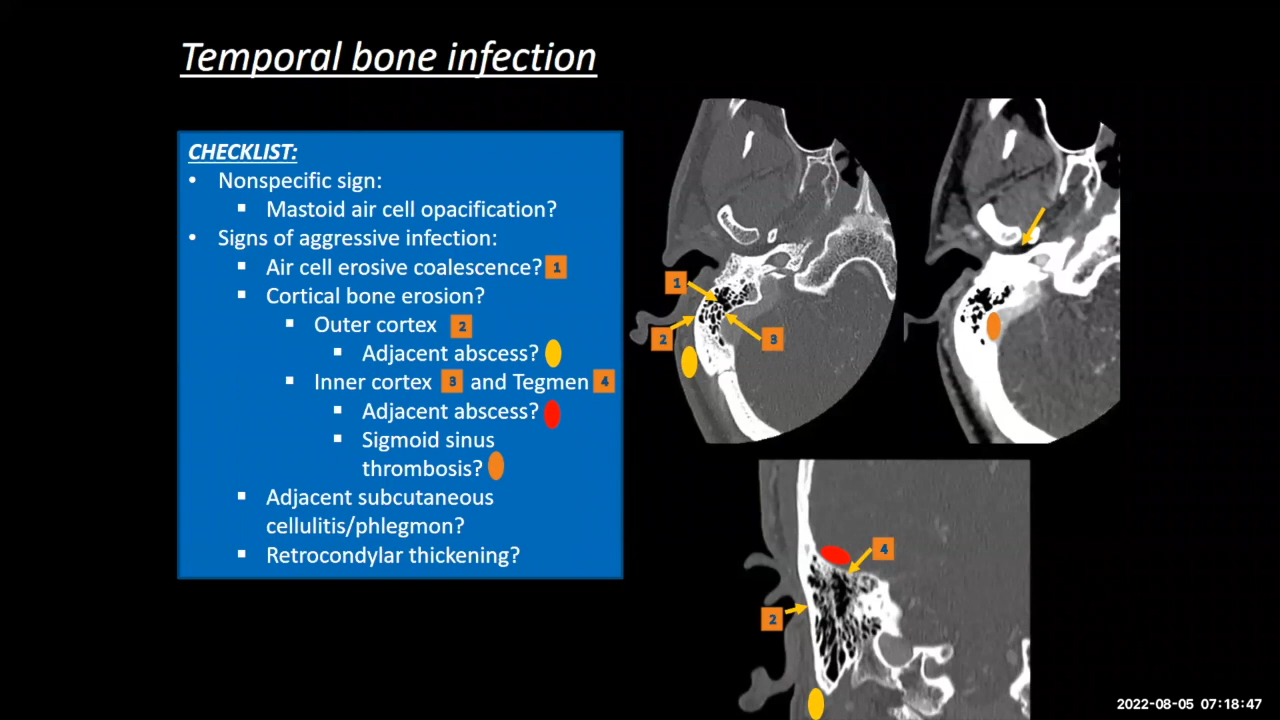 Temporal bone infection
CHECKLIST:
• Nonspecific sign:
▪ Mastoid air cell opacification?
• Signs of aggressive infection:
▪ Air cell erosive coalescence? 1
▪ Cortical bone erosion?
▪ Outer cortex 2
▪ Adjacent abscess?
▪ Inner cortex 3 and Tegmen 4
▪ Adjacent abscess?
▪ Sigmoid sinus
thrombosis?
▪ Adjacent subcutaneous
cellulitis/phlegmon?
▪ Retrocondylar thickening?
1
2
3
4
2
2022-08-05 07:18:47